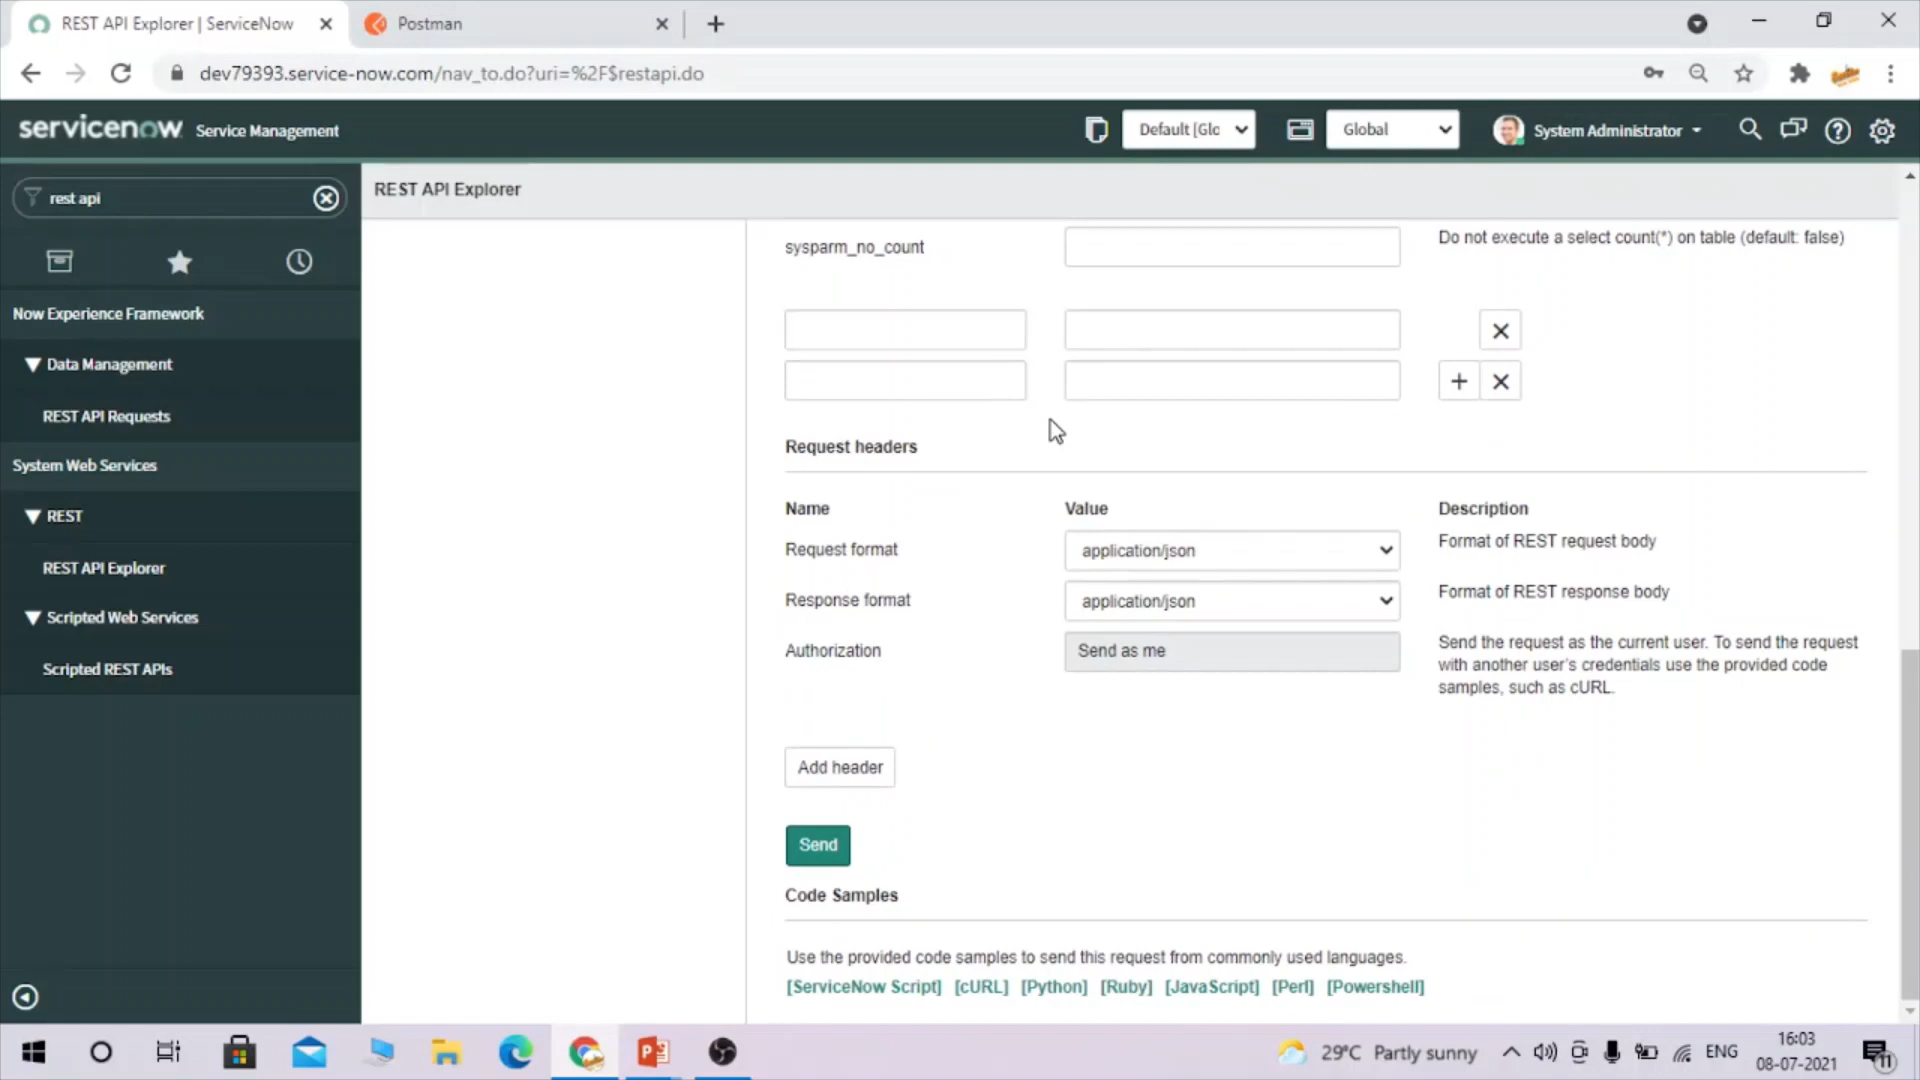 REST API Explorer | ServiceNow
Postman
dev79393.service-now.com/nav_to.do?uri=%2F$restapi.do
servicenow Service Management
Default [Glc
Global
System Administrator
rest api
REST API Explorer
Now Experience Framework
Data Management
REST API Requests
System Web Services
REST
REST API Explorer
Scripted Web Services
Scripted REST APIs
sysparm_no_count
Do not execute a select count(*) on table (default: false)
Request headers
Name Value Description
Request format application/json Format of REST request body
Response format application/json Format of REST response body
Authorization Send as me Send the request as the current user. To send the request
with another user's credentials use the provided code
samples, such as cURL.
Add header
Send
Code Samples
Use the provided code samples to send this request from commonly used languages.
[ServiceNow Script] [cURL] [Python] [Ruby] [JavaScript] [Perl] [Powershell]
29°C Partly sunny
ENG
16:03
08-07-2021
11